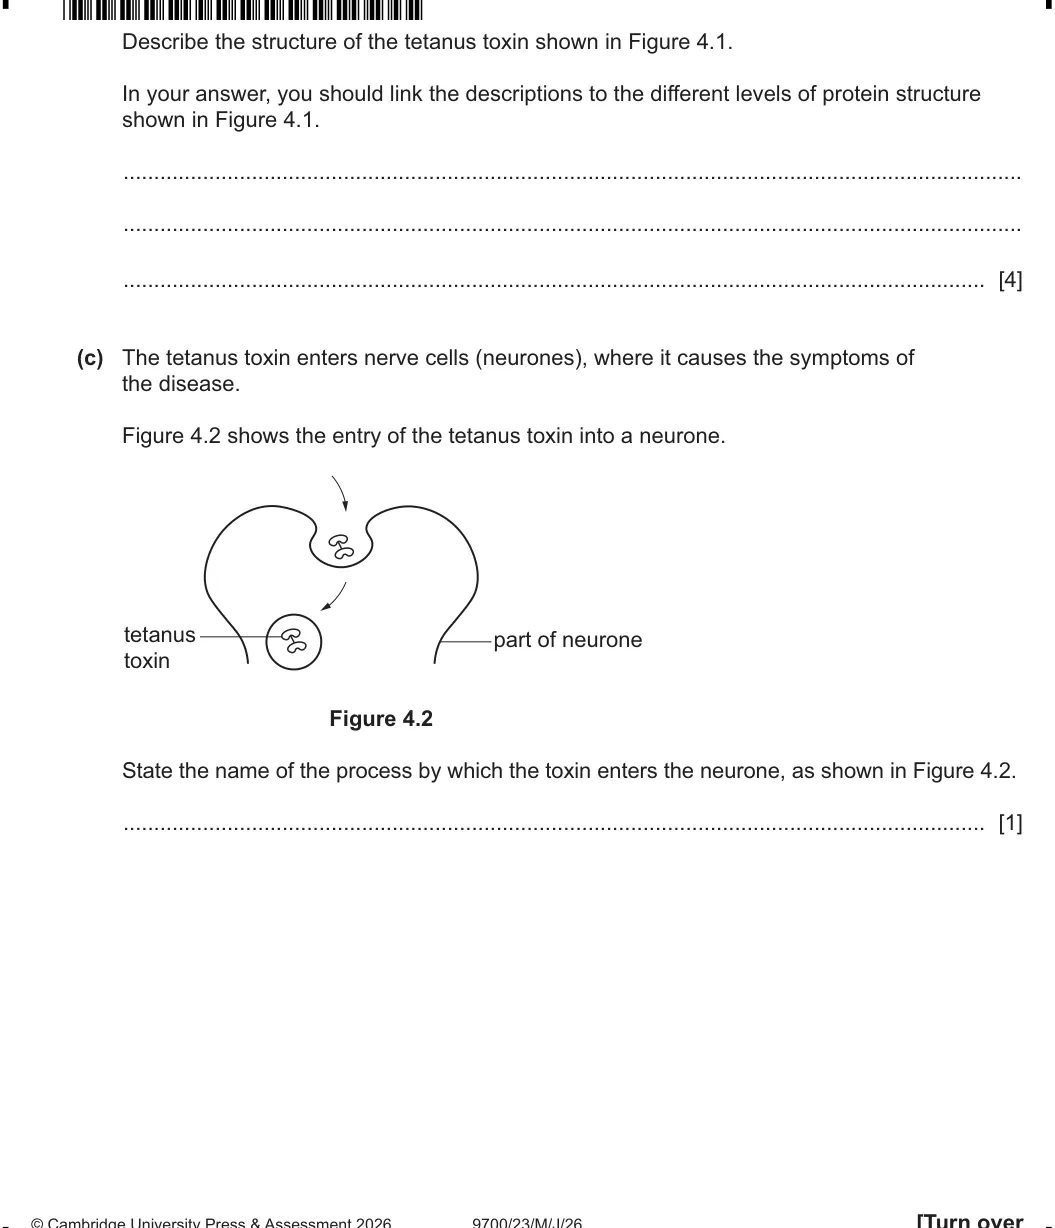 Describe the structure of the tetanus toxin shown in Figure 4.1.
In your answer, you should link the descriptions to the different levels of protein structure
shown in Figure 4.1.
........................................................................................................................................................
........................................................................................................................................................
.................................................................................................................................................. [4]
(c) The tetanus toxin enters nerve cells (neurones), where it causes the symptoms of
the disease.
Figure 4.2 shows the entry of the tetanus toxin into a neurone.
tetanus
toxin
part of neurone
Figure 4.2
State the name of the process by which the toxin enters the neurone, as shown in Figure 4.2.
.................................................................................................................................................. [1]
© Cambridge University Press & Assessment 2026
9700/23/M/J/26
[Turn over